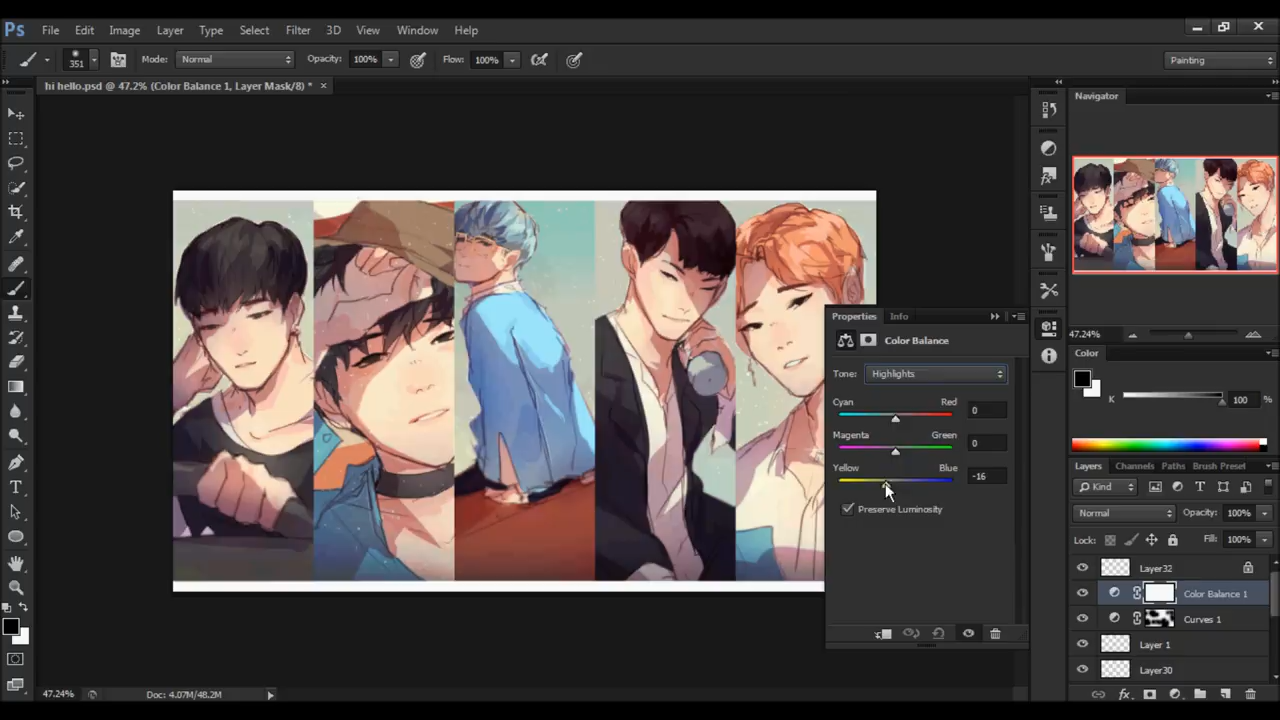 Ps File Edit Image Layer Type Select Filter 3D View Window Help
351 Mode: Normal Opacity: 100% Flow: 100% Painting
hi hello.psd @ 47.2% (Color Balance 1, Layer Mask/8) * ×
Navigator
47.24%
Color
K 100 %
Properties Info
Color Balance
Tone: Highlights
Cyan Red 0
Magenta Green 0
Yellow Blue -16
Preserve Luminosity
Layers Channels Paths Brush Preset
Kind
Normal Opacity: 100%
Lock: Fill: 100%
Layer32
Color Balance 1
Curves 1
Layer 1
Layer30
47.24% Doc: 4.07M/48.2M